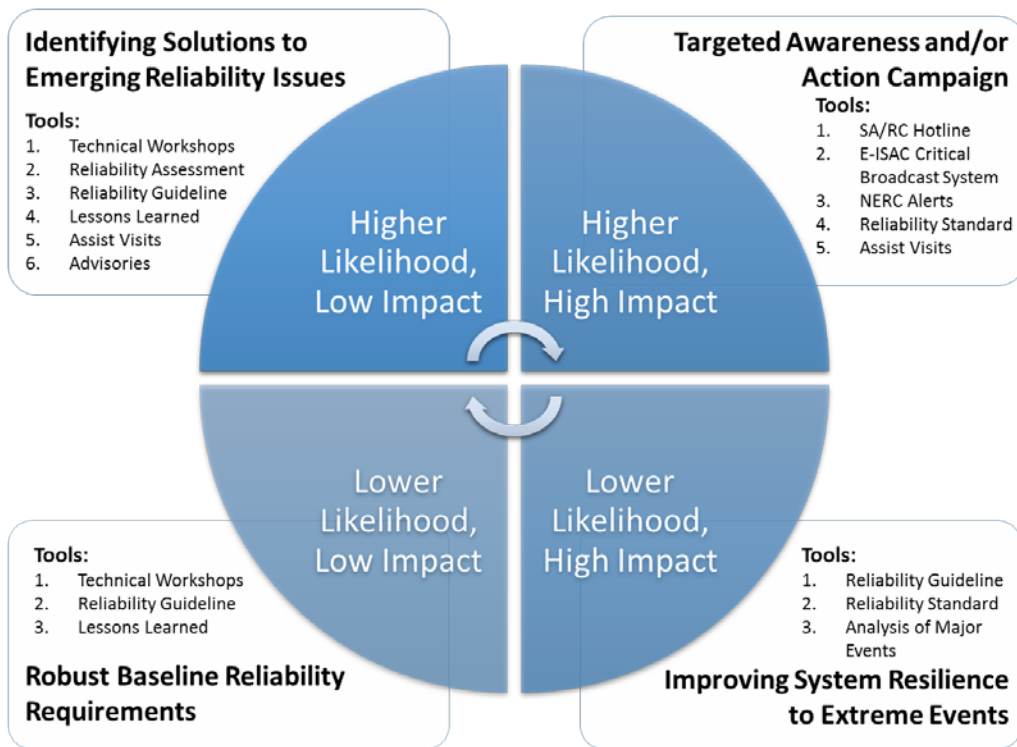 Identifying Solutions to
Emerging Reliability Issues
Tools:
1. Technical Workshops
2. Reliability Assessment
3. Reliability Guideline
4. Lessons Learned
5. Assist Visits
6. Advisories
Higher
Likelihood,
Low Impact
Targeted Awareness and/or
Action Campaign
Tools:
1. SA/RC Hotline
2. E-ISAC Critical
Broadcast System
3. NERC Alerts
4. Reliability Standard
5. Assist Visits
Higher
Likelihood,
High Impact
Lower
Likelihood,
Low Impact
Tools:
1. Technical Workshops
2. Reliability Guideline
3. Lessons Learned
Robust Baseline Reliability
Requirements
Lower
Likelihood,
High Impact
Tools:
1. Reliability Guideline
2. Reliability Standard
3. Analysis of Major
Events
Improving System Resilience
to Extreme Events